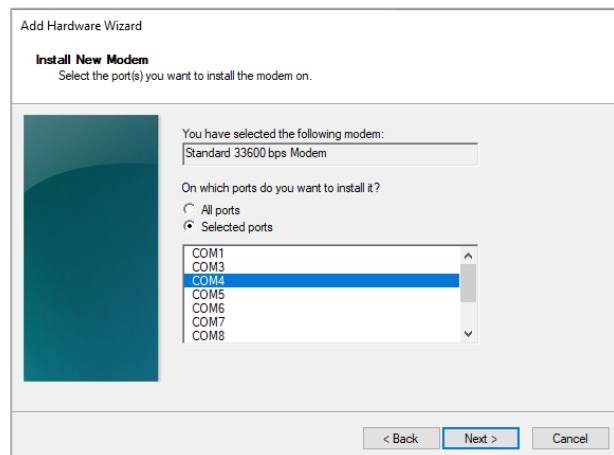 Add Hardware Wizard
Install New Modem
Select the port(s) you want to install the modem on.
You have selected the following modem:
Standard 33600 bps Modem
On which ports do you want to install it?
All ports
Selected ports
COM1
COM3
COM4
COM5
COM6
COM7
COM8
< Back Next > Cancel